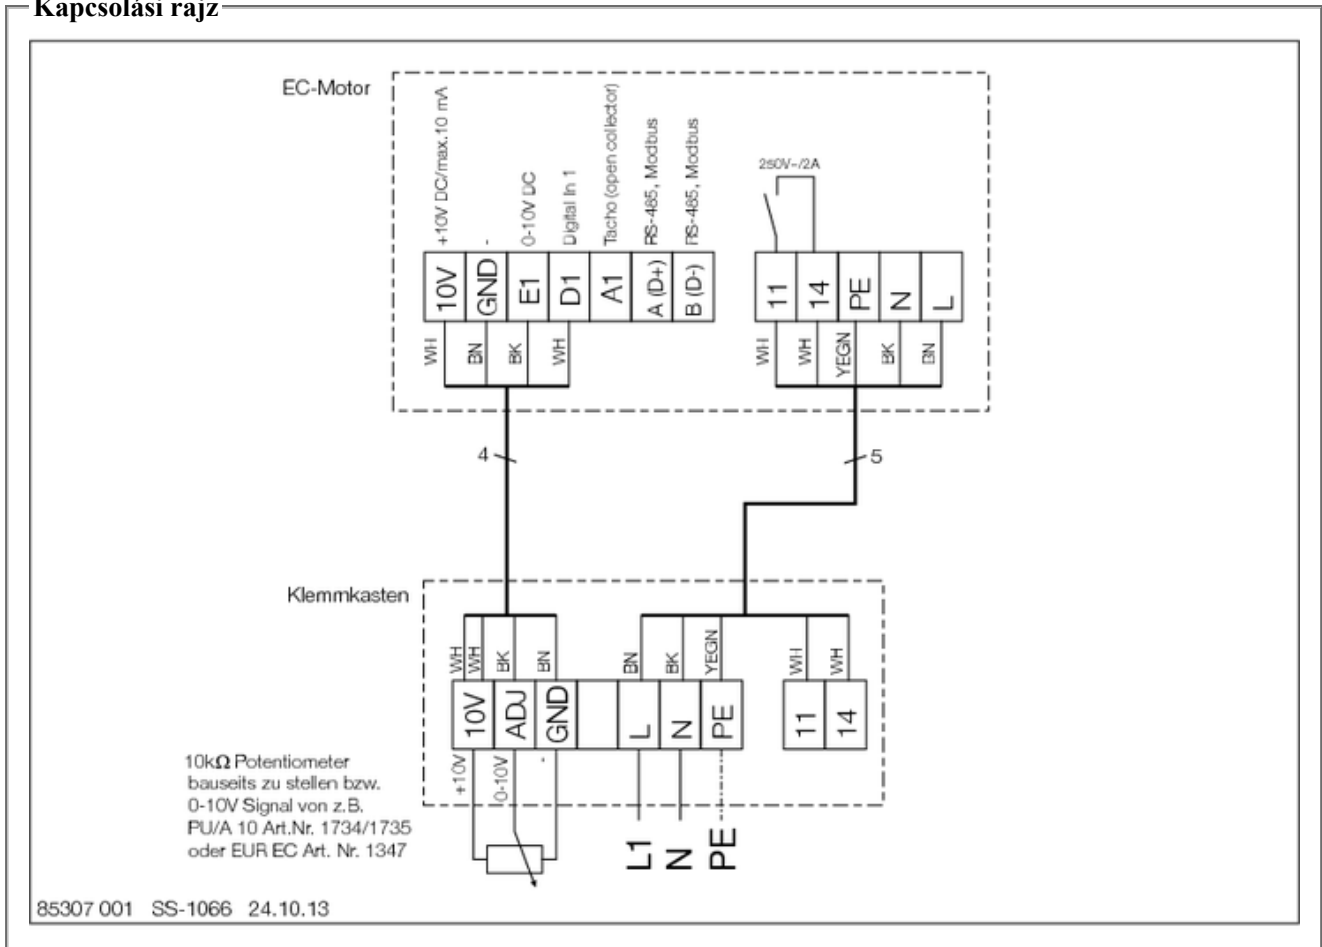 Kapcsolási rajz
EC-Motor
+10V DC/max.10 mA
-
0-10V DC
Digital In 1
Tacho (open collector)
RS-485, Modbus
RS-485, Modbus
250V~/2A
10V
GND
E1
D1
A1
A (D+)
B (D-)
11
14
PE
N
L
WH
BN
BK
WH
WH
WH
YEGN
BK
BN
4
5
Klemmkasten
WH
WH
BK
BN
BN
BK
YEGN
WH
WH
10V
ADJ
GND
L
N
PE
11
14
+10V
0-10V
-
10kΩ Potentiometer
bauseits zu stellen bzw.
0-10V Signal von z.B.
PU/A 10 Art.Nr. 1734/1735
oder EUR EC Art. Nr. 1347
L1
N
PE
85307 001 SS-1066 24.10.13